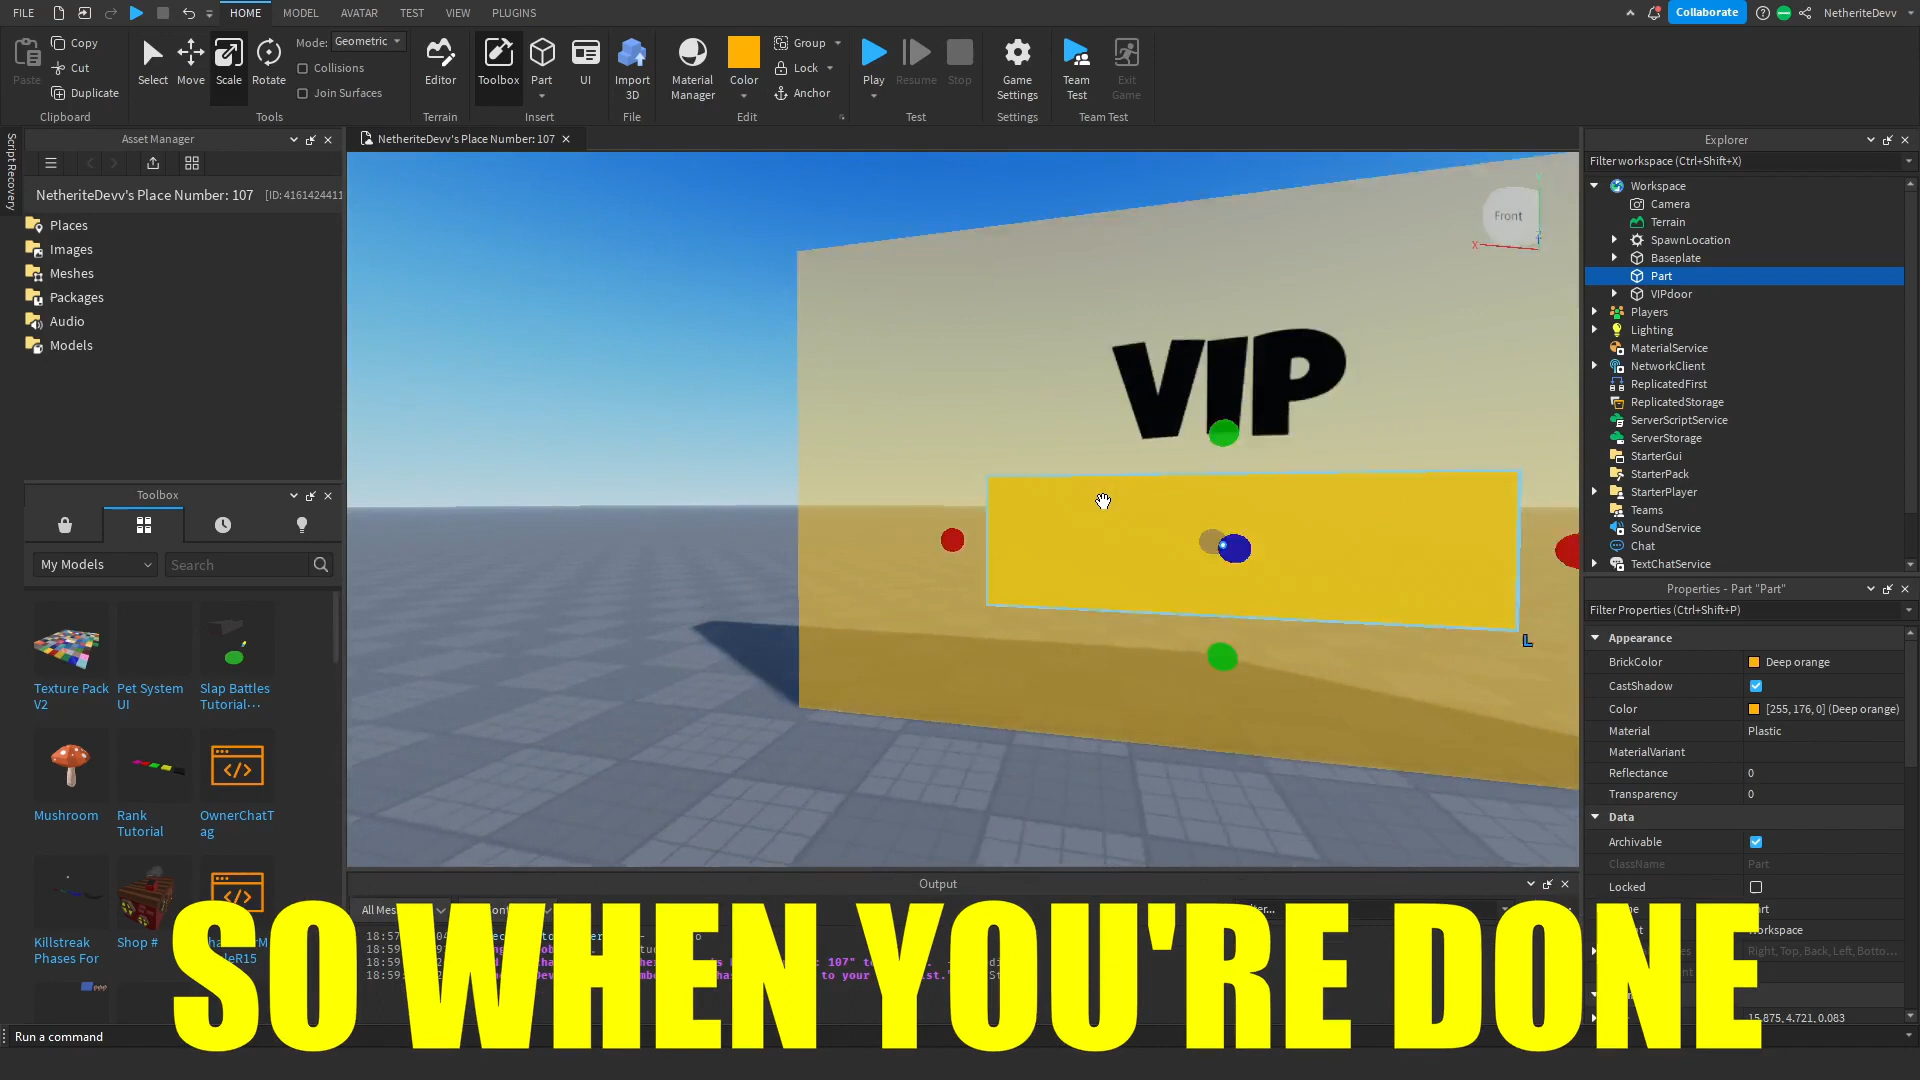 FILE HOME MODEL AVATAR TEST VIEW PLUGINS Collaborate NetheriteDevv
Paste Copy Cut Duplicate Select Move Scale Rotate Mode: Geometric Collisions Join Surfaces Editor Toolbox Part UI Import 3D Material Manager Color Group Lock Anchor Play Resume Stop Game Settings Team Test Exit Game
Clipboard Tools Terrain Insert File Edit Test Settings Team Test
Script Recovery
Asset Manager
NetheriteDevv's Place Number: 107 [ID: 4161424411
Places
Images
Meshes
Packages
Audio
Models
Toolbox
My Models Search
Texture Pack V2
Pet System UI
Slap Battles Tutorial...
Mushroom
Rank Tutorial
OwnerChatTag
Killstreak Phases For
Shop #
NetheriteDevv's Place Number: 107
Front
X
VIP
L
Output
Explorer
Filter workspace (Ctrl+Shift+X)
Workspace
Camera
Terrain
SpawnLocation
Baseplate
Part
VIPdoor
Players
Lighting
MaterialService
NetworkClient
ReplicatedFirst
ReplicatedStorage
ServerScriptService
ServerStorage
StarterGui
StarterPack
StarterPlayer
Teams
SoundService
Chat
TextChatService
Properties - Part "Part"
Filter Properties (Ctrl+Shift+P)
Appearance
BrickColor Deep orange
CastShadow
Color [255, 176, 0] (Deep orange)
Material Plastic
MaterialVariant
Reflectance 0
Transparency 0
Data
Archivable
ClassName Part
Locked
Workspace
Right, Top, Back, Left, Botto...
15.875, 4.721, 0.083
SO WHEN YOU'RE DONE
Run a command